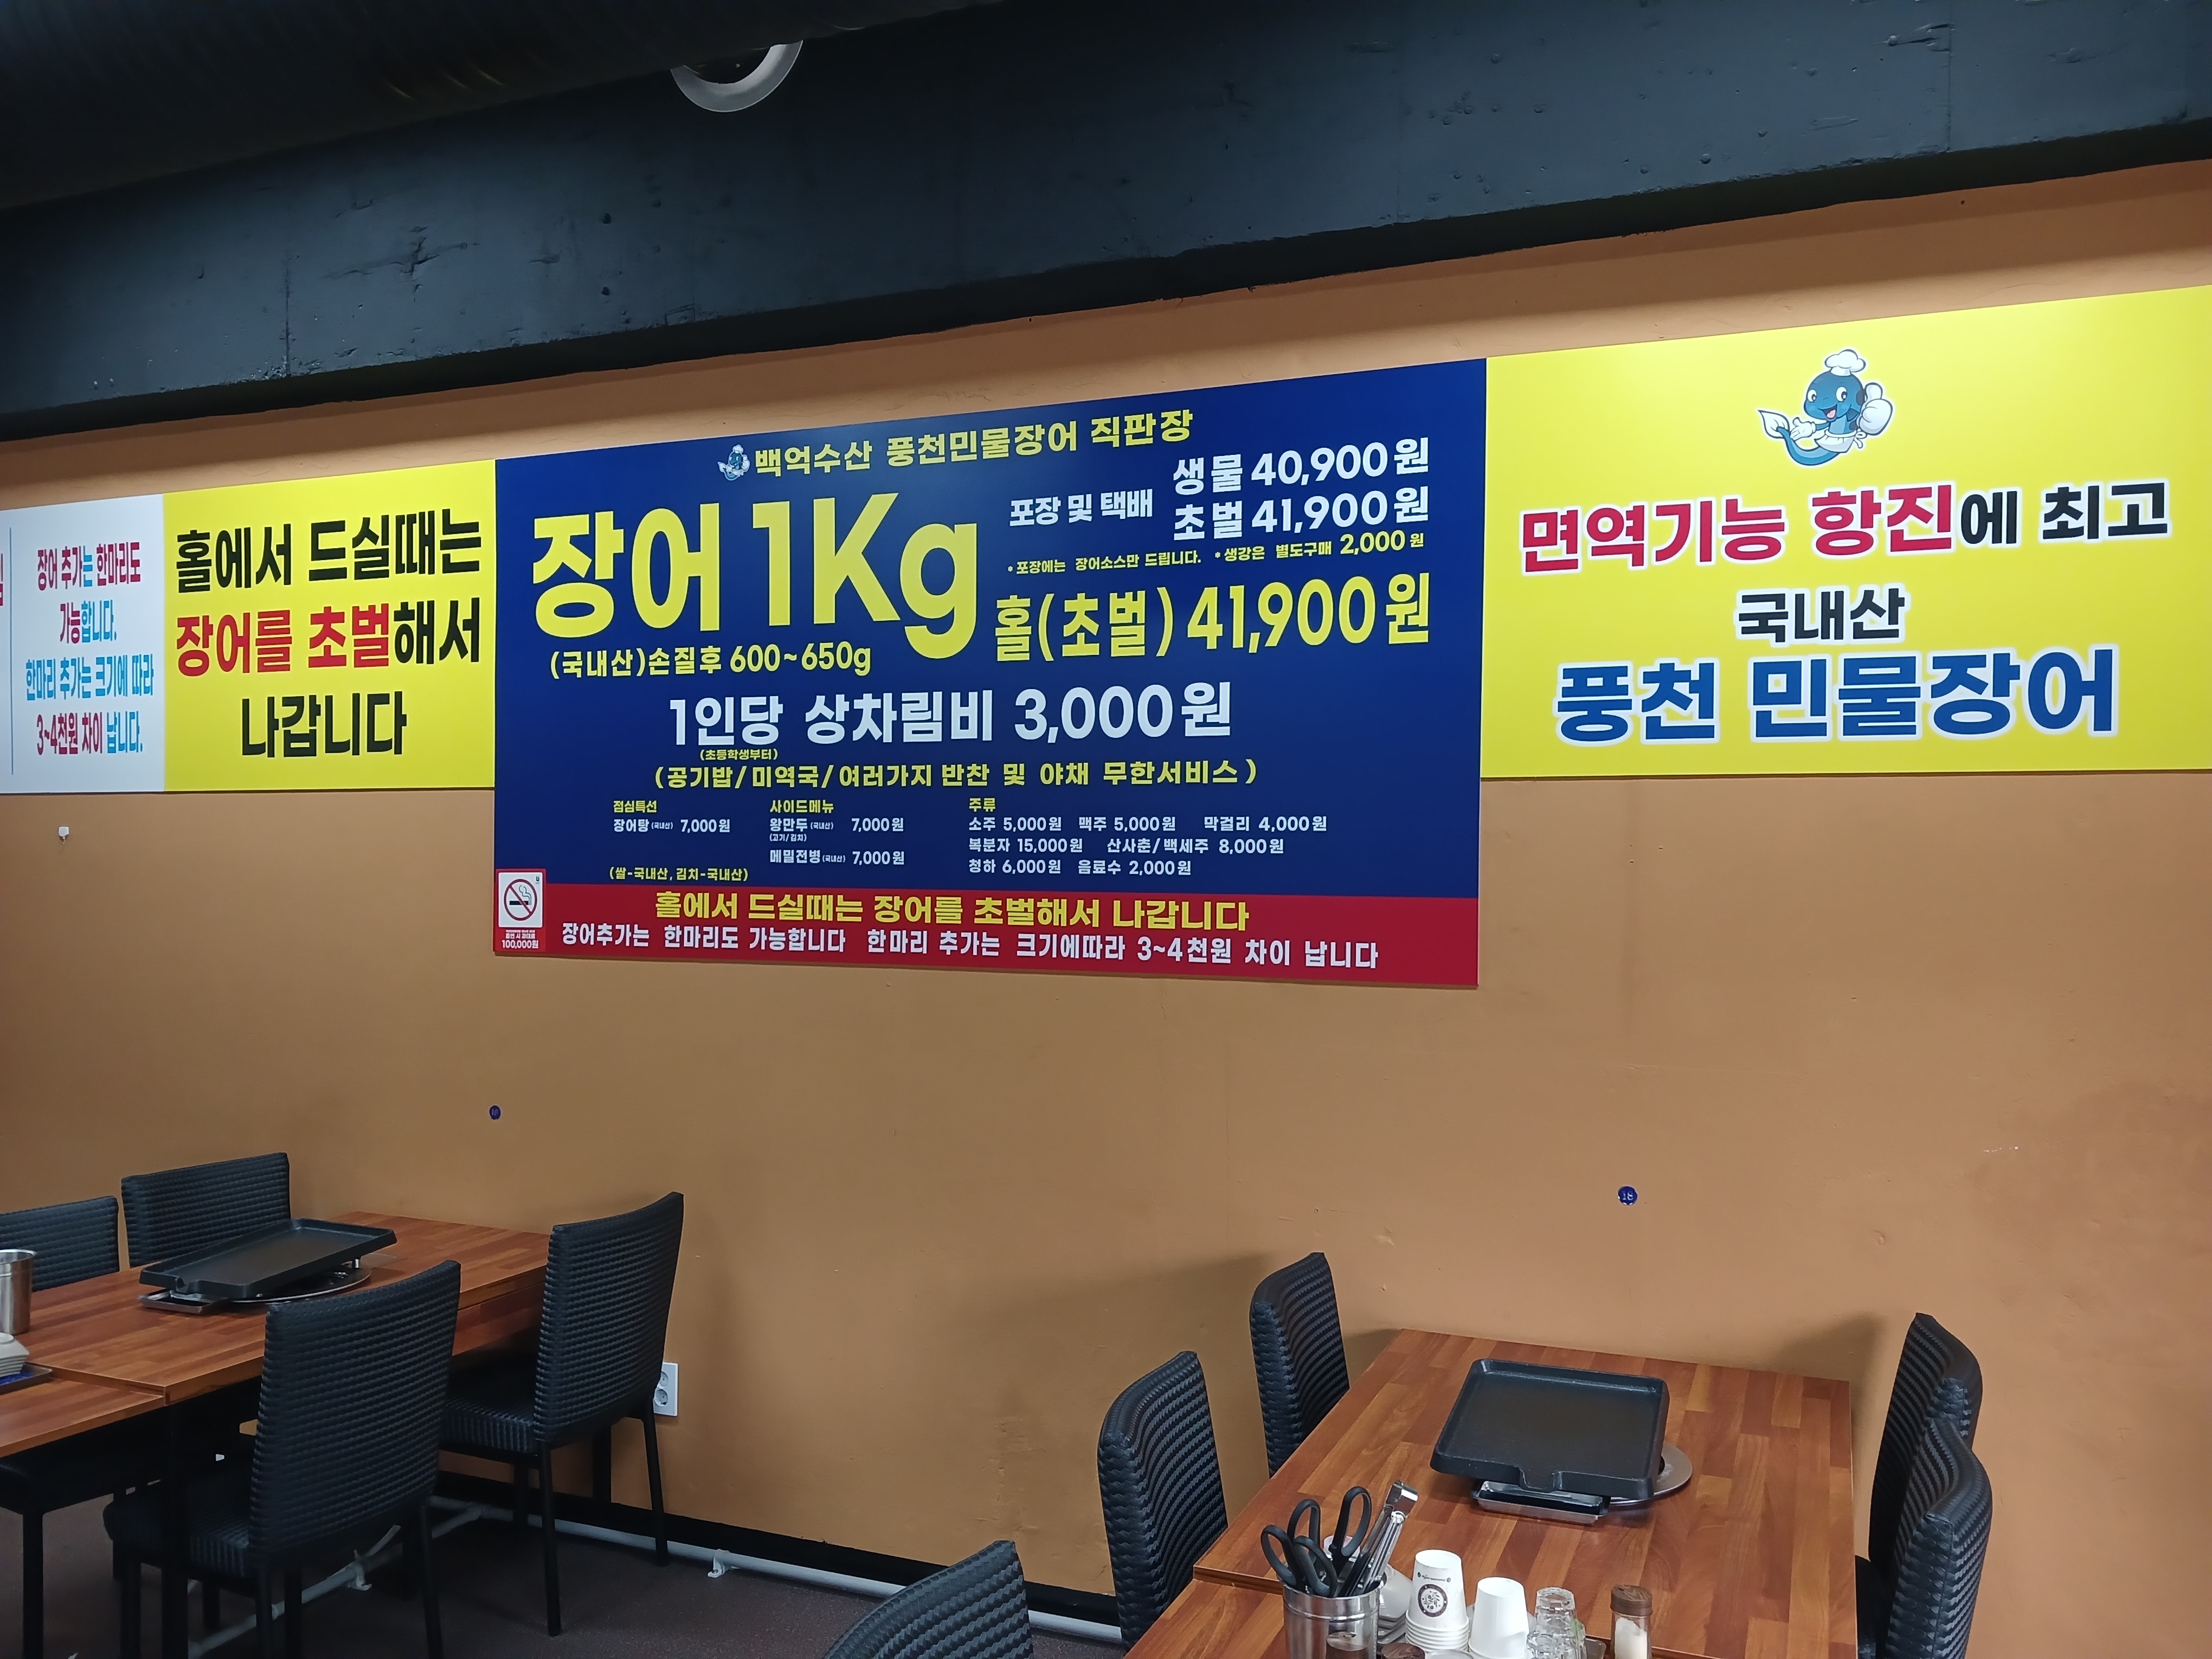 장어 추가는 한마리도
가능합니다.
한마리 추가는 크기에 따라
3~4천원 차이 납니다.
홀에서 드실때는
장어를 초벌해서
나갑니다
백억수산 풍천민물장어 직판장
장어 1Kg
(국내산)손질후 600~650g
포장 및 택배
생물 40,900원
초벌 41,900원
*포장에는 장어소스만 드립니다. *생강은 별도구매 2,000원
홀(초벌) 41,900원
1인당 상차림비 3,000원
(초등학생부터)
(공기밥/미역국/여러가지 반찬 및 야채 무한서비스)
점심특선
장어탕(국내산) 7,000원
(쌀-국내산, 김치-국내산)
사이드메뉴
왕만두(국내산) 7,000원
(고기/김치)
메밀전병(국내산) 7,000원
주류
소주 5,000원 맥주 5,000원 막걸리 4,000원
복분자 15,000원 산사춘/백세주 8,000원
청하 6,000원 음료수 2,000원
100,000원
홀에서 드실때는 장어를 초벌해서 나갑니다
장어추가는 한마리도 가능합니다 한마리 추가는 크기에따라 3~4천원 차이 납니다
면역기능 항진에 최고
국내산
풍천 민물장어
18